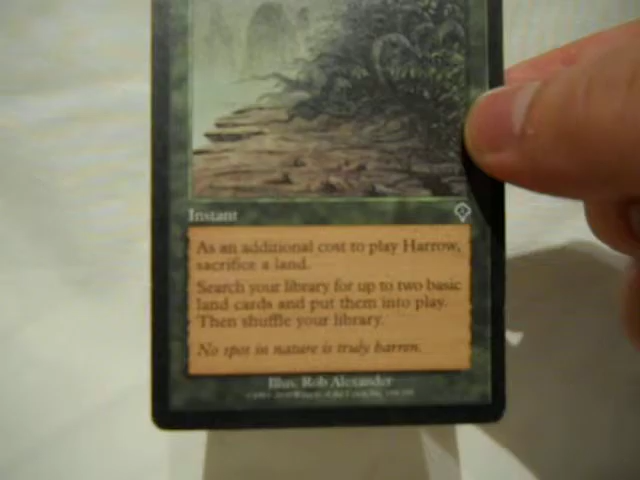 Instant
As an additional cost to play Harrow,
sacrifice a land.
Search your library for up to two basic
land cards and put them into play.
Then shuffle your library.
No spot in nature is truly barren.
Illus. Rob Alexander